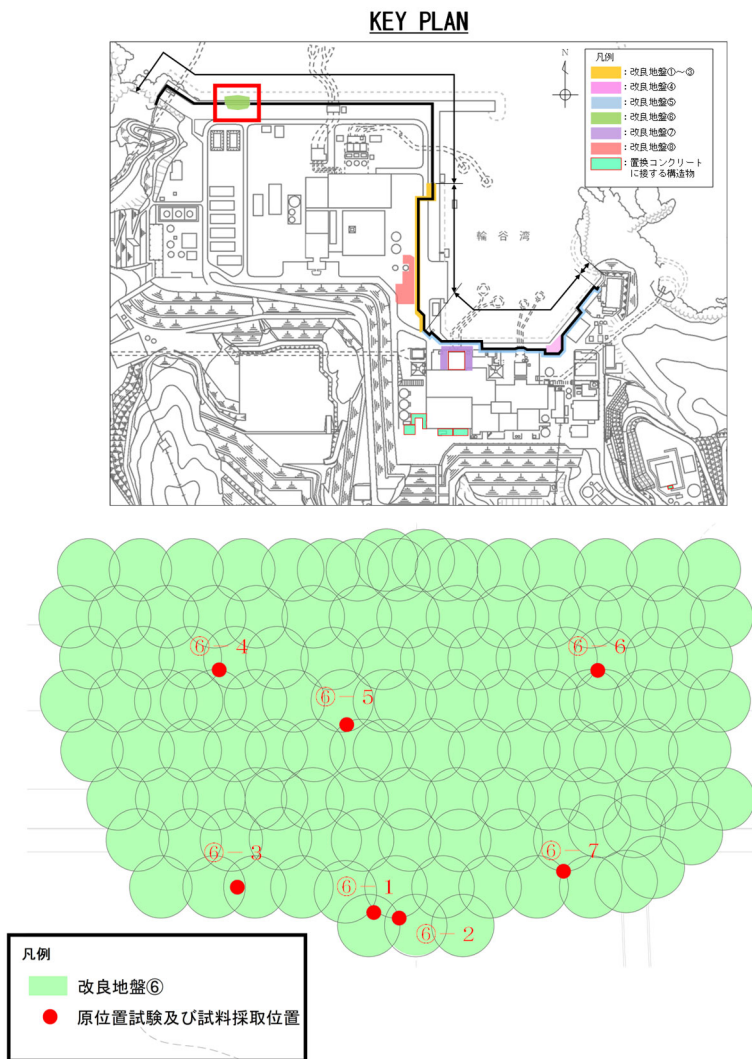 KEY PLAN
N
凡例
：改良地盤①～③
：改良地盤④
：改良地盤⑤
：改良地盤⑥
：改良地盤⑦
：改良地盤⑧
：置換コンクリート
に接する構造物
輪谷湾
⑥－4
⑥－6
⑥－5
⑥－3
⑥－7
⑥－1
⑥－2
凡例
改良地盤⑥
原位置試験及び試料採取位置